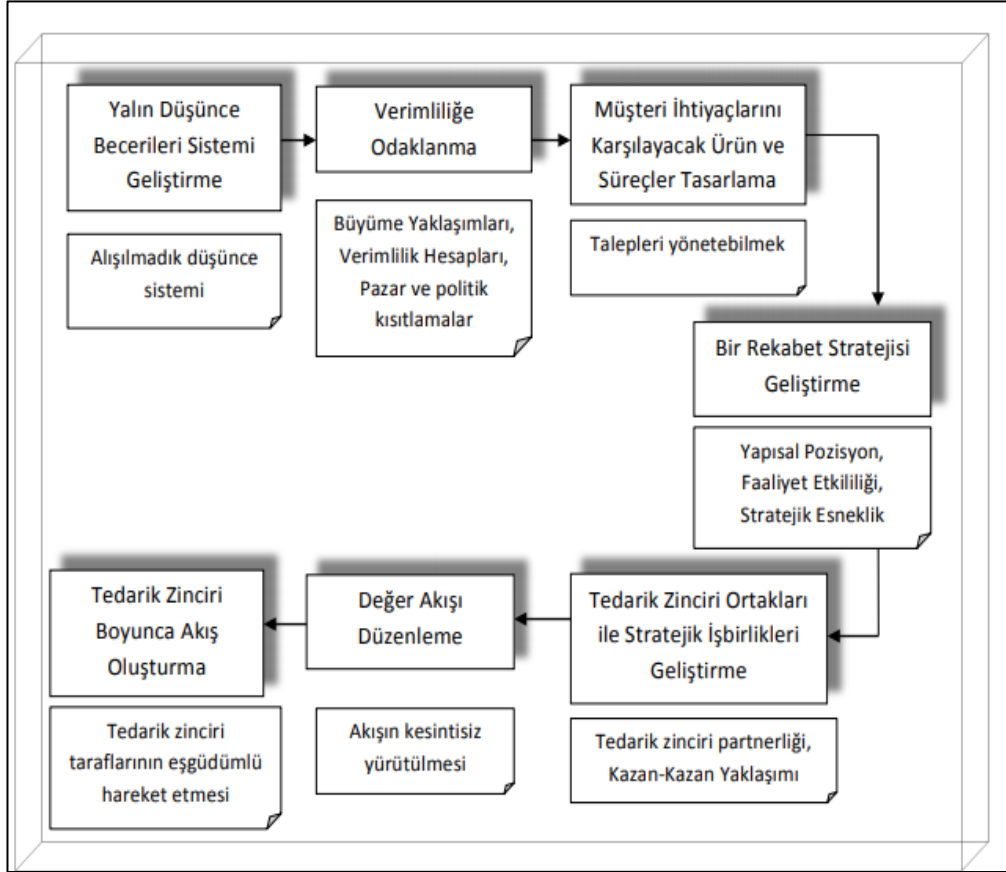 Yalın Düşünce
Becerileri Sistemi
Geliştirme
Alışılmadık düşünce
sistemi
Verimliliğe
Odaklanma
Büyüme Yaklaşımları,
Verimlilik Hesapları,
Pazar ve politik
kısıtlamalar
Müşteri İhtiyaçlarını
Karşılayacak Ürün ve
Süreçler Tasarlama
Talepleri yönetebilmek
Bir Rekabet Stratejisi
Geliştirme
Yapısal Pozisyon,
Faaliyet Etkililiği,
Stratejik Esneklik
Tedarik Zinciri Ortakları
ile Stratejik İşbirlikleri
Geliştirme
Tedarik zinciri partnerliği,
Kazan-Kazan Yaklaşımı
Değer Akışı
Düzenleme
Akışın kesintisiz
yürütülmesi
Tedarik Zinciri
Boyunca Akış
Oluşturma
Tedarik zinciri
taraflarının eşgüdümlü
hareket etmesi